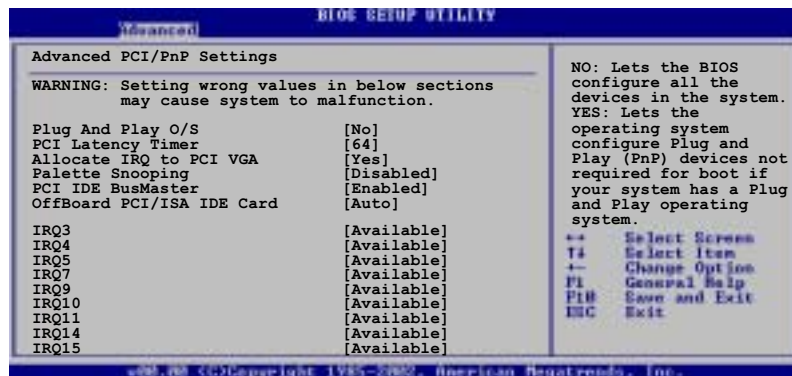 BIOS SETUP UTILITY
Advanced
Advanced PCI/PnP Settings
WARNING: Setting wrong values in below sections
may cause system to malfunction.
Plug And Play O/S [No]
PCI Latency Timer [64]
Allocate IRQ to PCI VGA [Yes]
Palette Snooping [Disabled]
PCI IDE BusMaster [Enabled]
OffBoard PCI/ISA IDE Card [Auto]
IRQ3 [Available]
IRQ4 [Available]
IRQ5 [Available]
IRQ7 [Available]
IRQ9 [Available]
IRQ10 [Available]
IRQ11 [Available]
IRQ14 [Available]
IRQ15 [Available]
NO: Lets the BIOS
configure all the
devices in the system.
YES: Lets the
operating system
configure Plug and
Play (PnP) devices not
required for boot if
your system has a Plug
and Play operating
system.
←→ Select Screen
↑↓ Select Item
+- Change Option
F1 General Help
F10 Save and Exit
ESC Exit
(C)Copyright 1985-2002, American Megatrends, Inc.